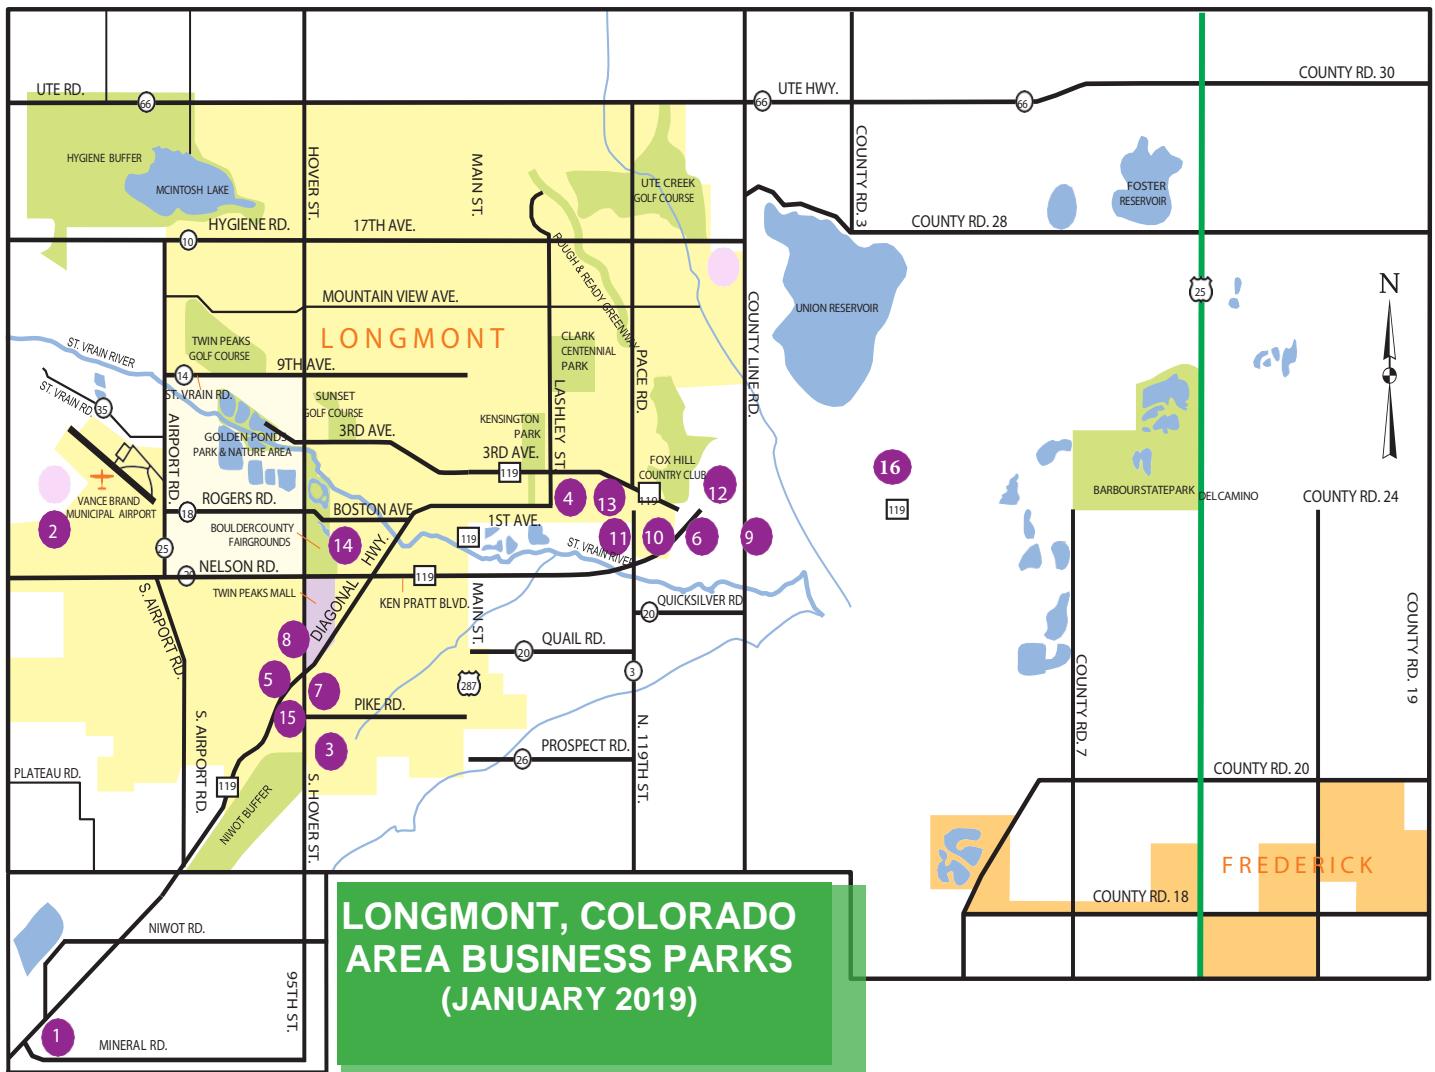 UTE RD.
66
UTE HWY.
66
66
COUNTY RD. 30
HYGIENE BUFFER
MCINTOSH LAKE
HOVER ST.
MAIN ST.
UTE CREEK
GOLF COURSE
COUNTY RD. 3
FOSTER
RESERVOIR
HYGIENE RD.
10
17TH AVE.
COUNTY RD. 28
ROUGH & READY GREENWAY
25
N
MOUNTAIN VIEW AVE.
UNION RESERVOIR
COUNTY LINE RD.
LONGMONT
TWIN PEAKS
GOLF COURSE
CLARK
CENTENNIAL
PARK
ST. VRAIN RIVER
9TH AVE.
14
ST. VRAIN RD.
ST. VRAIN RD.
35
PACE RD.
LASHLEY ST.
SUNSET
GOLF COURSE
AIRPORT RD.
3RD AVE.
KENSINGTON
PARK
GOLDEN PONDS
PARK & NATURE AREA
3RD AVE.
119
FOX HILL
COUNTRY CLUB
16
119
BARBOUR STATE PARK
DEL CAMINO
COUNTY RD. 24
VANCE BRAND
MUNICIPAL AIRPORT
2
ROGERS RD.
18
BOSTON AVE.
4
13
119
12
1ST AVE.
BOULDER COUNTY
FAIRGROUNDS
14
119
11
10
6
9
25
ST. VRAIN RIVER
NELSON RD.
20
119
DIAGONAL HWY.
TWIN PEAKS MALL
KEN PRATT BLVD.
S. AIRPORT RD.
MAIN ST.
QUICKSILVER RD
20
COUNTY RD. 19
8
QUAIL RD.
20
5
7
287
3
COUNTY RD. 7
15
PIKE RD.
S. AIRPORT RD.
3
PROSPECT RD.
26
N. 119TH ST.
PLATEAU RD.
119
S. HOVER ST.
COUNTY RD. 20
NIWOT BUFFER
FREDERICK
COUNTY RD. 18
LONGMONT, COLORADO
AREA BUSINESS PARKS
(JANUARY 2019)
NIWOT RD.
95TH ST.
1
MINERAL RD.